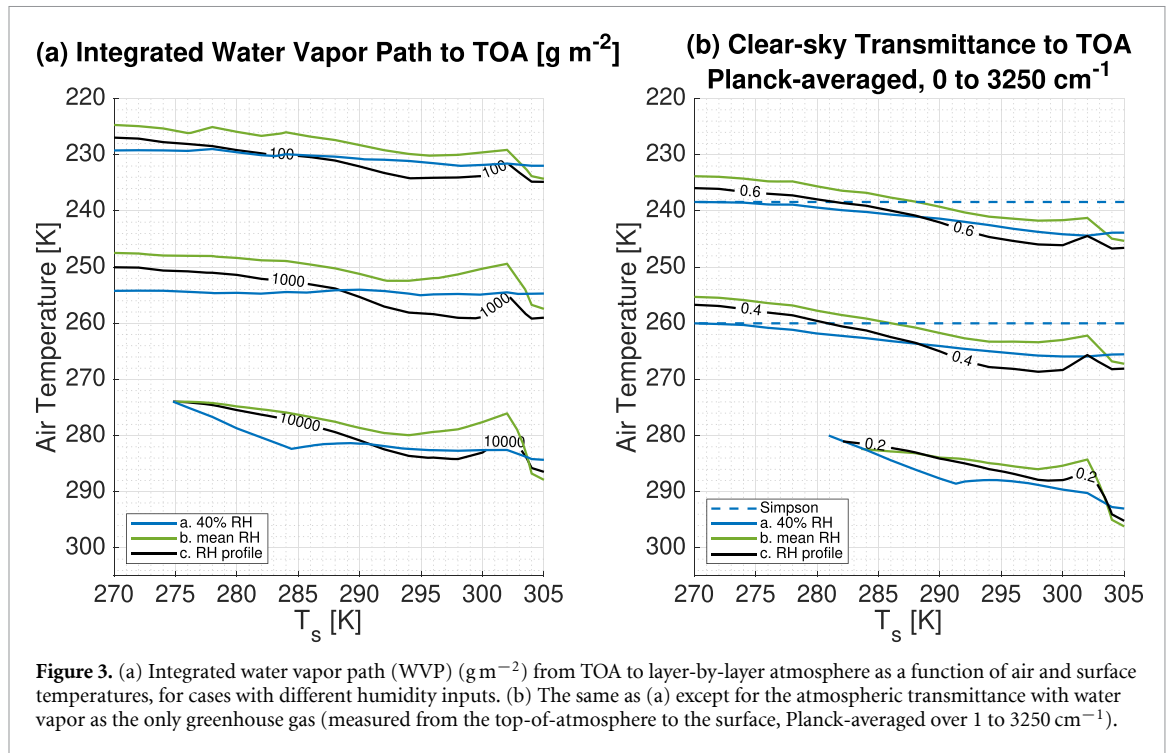 (a) Integrated Water Vapor Path to TOA [g m-2]
220
230
240
250
260
270
280
290
300
Air Temperature [K]
100
100
1000
1000
10000
10000
a. 40% RH
b. mean RH
c. RH profile
270 275 280 285 290 295 300 305
Ts [K]
(b) Clear-sky Transmittance to TOA
Planck-averaged, 0 to 3250 cm-1
220
230
240
250
260
270
280
290
300
Air Temperature [K]
0.6
0.6
0.4
0.4
0.2
0.2
Simpson
a. 40% RH
b. mean RH
c. RH profile
270 275 280 285 290 295 300 305
Ts [K]
Figure 3. (a) Integrated water vapor path (WVP) (g m−2) from TOA to layer-by-layer atmosphere as a function of air and surface
temperatures, for cases with different humidity inputs. (b) The same as (a) except for the atmospheric transmittance with water
vapor as the only greenhouse gas (measured from the top-of-atmosphere to the surface, Planck-averaged over 1 to 3250 cm−1).